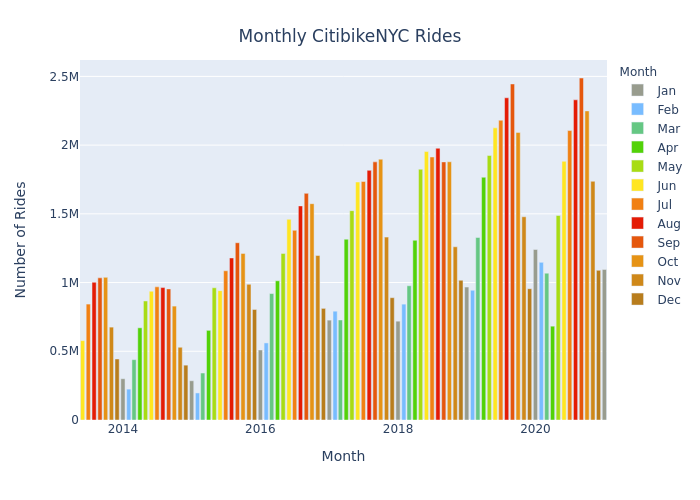 Monthly CitibikeNYC Rides
Number of Rides
2.5M
2M
1.5M
1M
0.5M
0
2014
2016
2018
2020
Month
Month
Jan
Feb
Mar
Apr
May
Jun
Jul
Aug
Sep
Oct
Nov
Dec